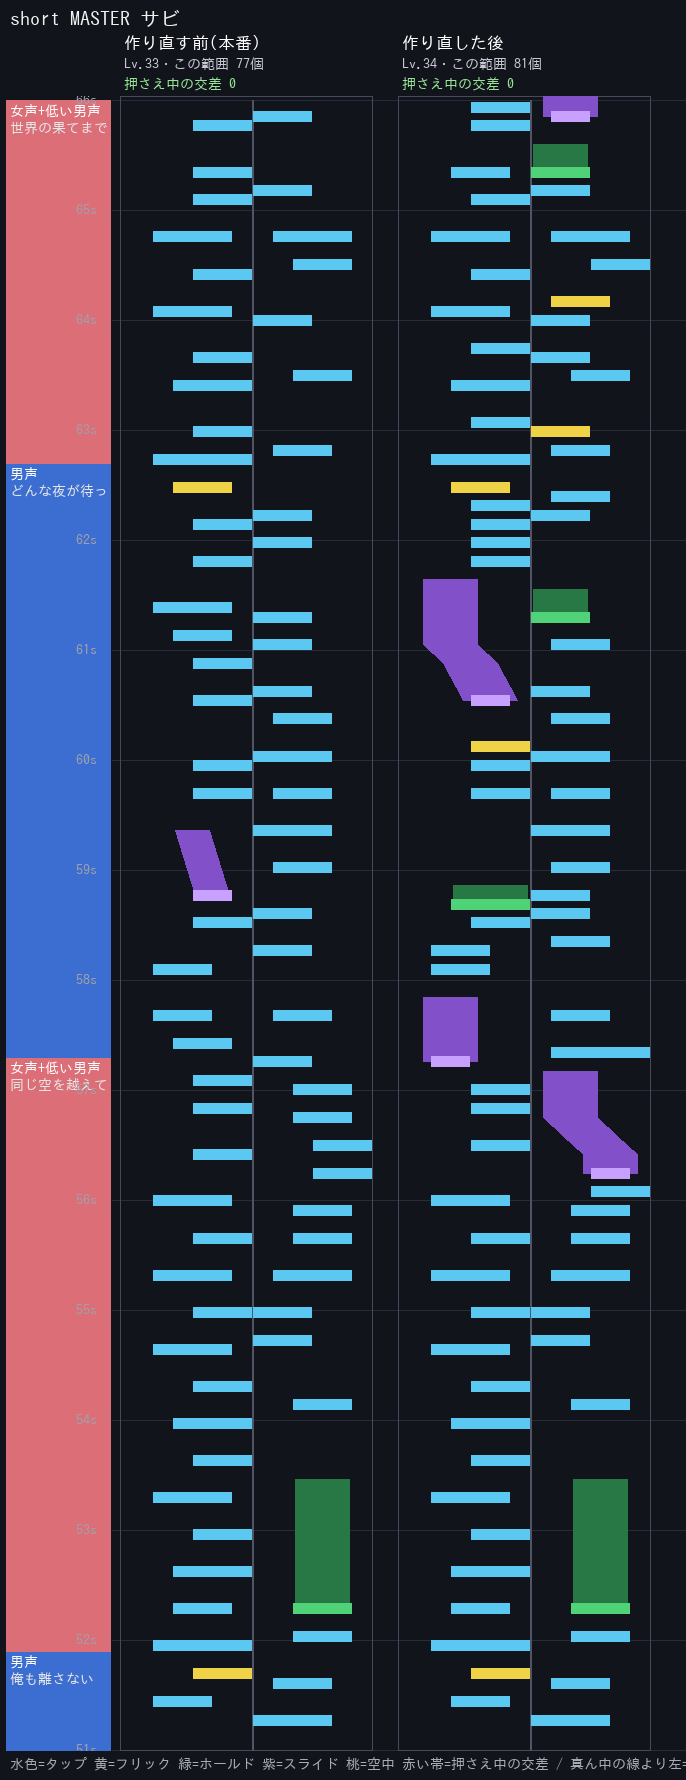 short MASTER サビ
作り直す前(本番)
Lv.33・この範囲 77個
押さえ中の交差 0
作り直した後
Lv.34・この範囲 81個
押さえ中の交差 0
66s
女声+低い男声
世界の果てまで
65s
64s
63s
男声
どんな夜が待っ
62s
61s
60s
59s
58s
女声+低い男声
同じ空を越えて
57s
56s
55s
54s
53s
52s
男声
俺も離さない
51s
水色=タップ 黄=フリック 緑=ホールド 紫=スライド 桃=空中 赤い帯=押さえ中の交差 / 真ん中の線より左=